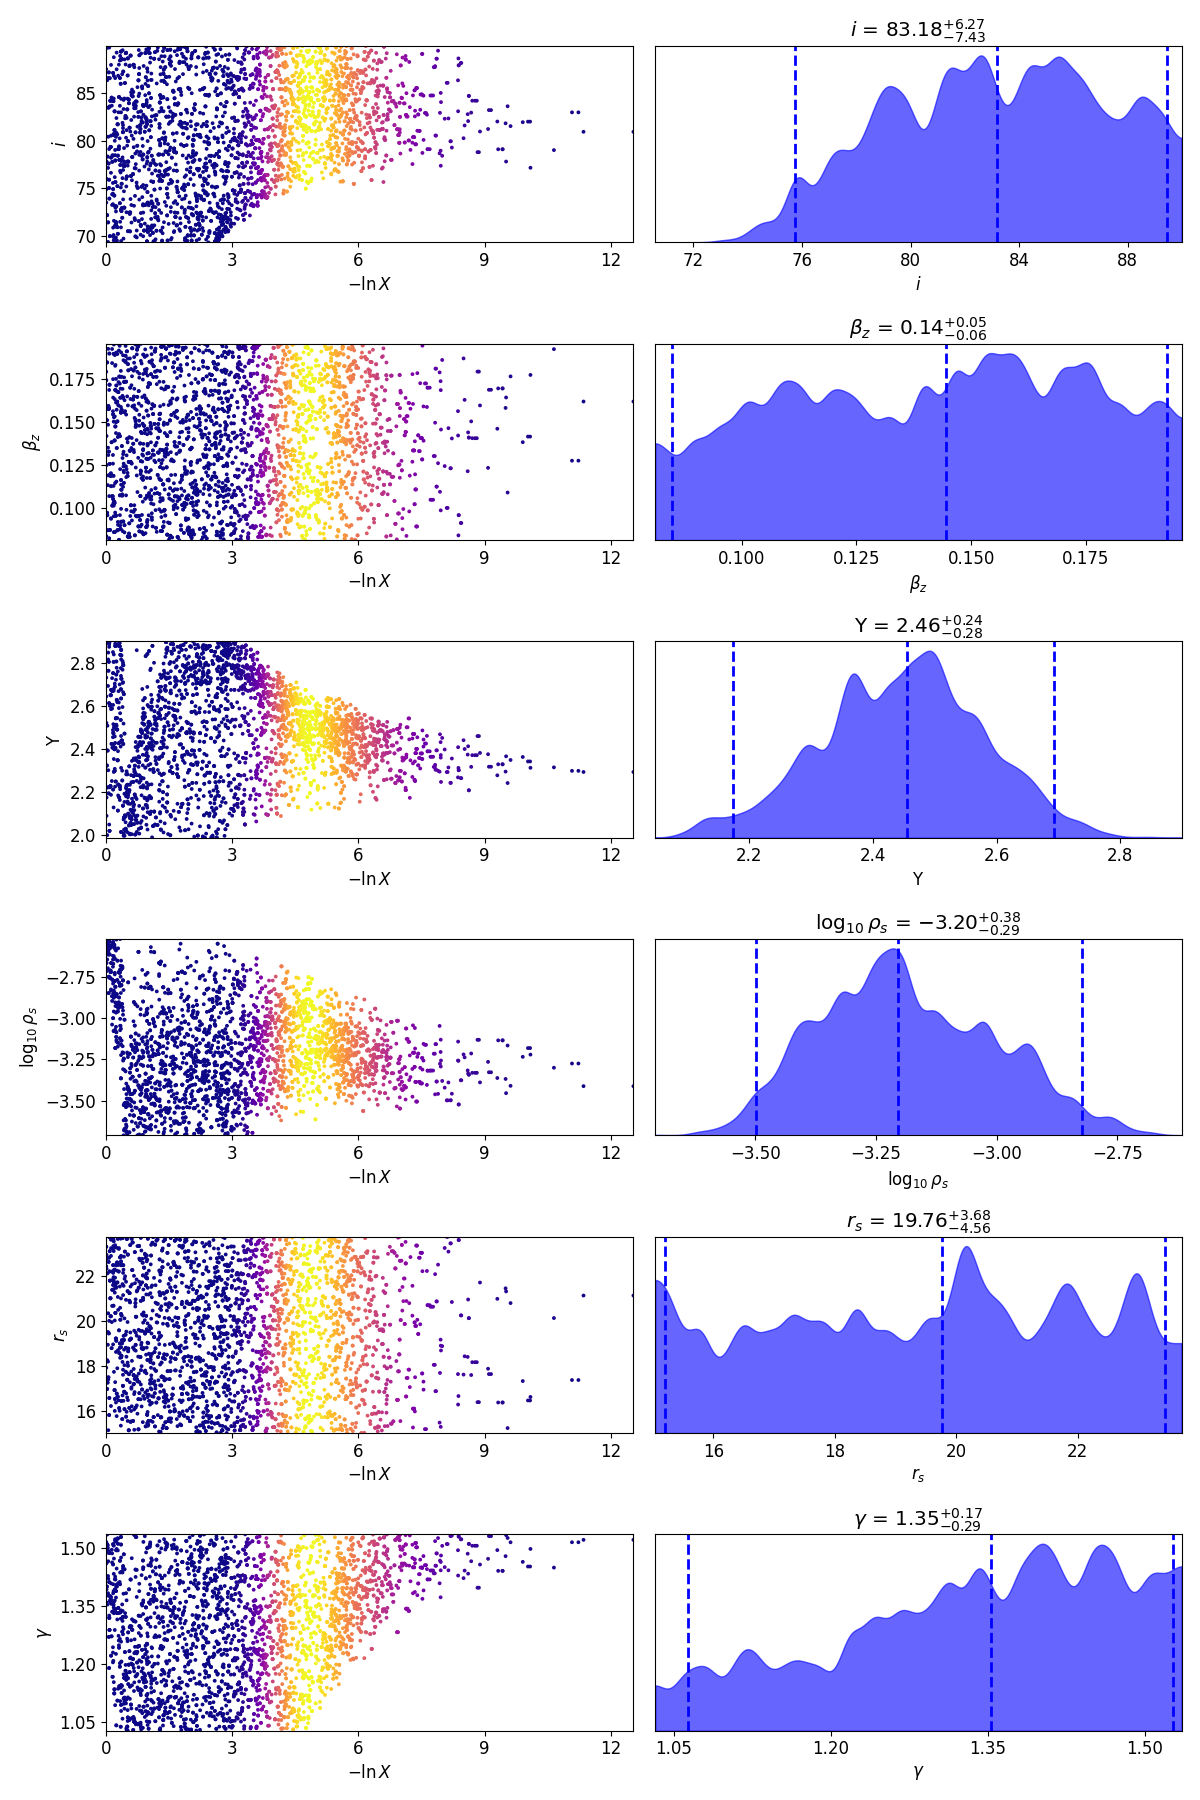 i = 83.18+6.27−7.43
85
80
75
70
i
0 3 6 9 12
72 76 80 84 88
−ln X
i
βz = 0.14+0.05−0.06
0.175
0.150
0.125
0.100
βz
0 3 6 9 12
0.100 0.125 0.150 0.175
−ln X
βz
Y = 2.46+0.24−0.28
2.8
2.6
2.4
2.2
2.0
Y
0 3 6 9 12
2.2 2.4 2.6 2.8
−ln X
Y
log10 ρs = −3.20+0.38−0.29
−2.75
−3.00
−3.25
−3.50
log10 ρs
0 3 6 9 12
−3.50 −3.25 −3.00 −2.75
−ln X
log10 ρs
rs = 19.76+3.68−4.56
22
20
18
16
rs
0 3 6 9 12
16 18 20 22
−ln X
rs
γ = 1.35+0.17−0.29
1.50
1.35
1.20
1.05
γ
0 3 6 9 12
1.05 1.20 1.35 1.50
−ln X
γ